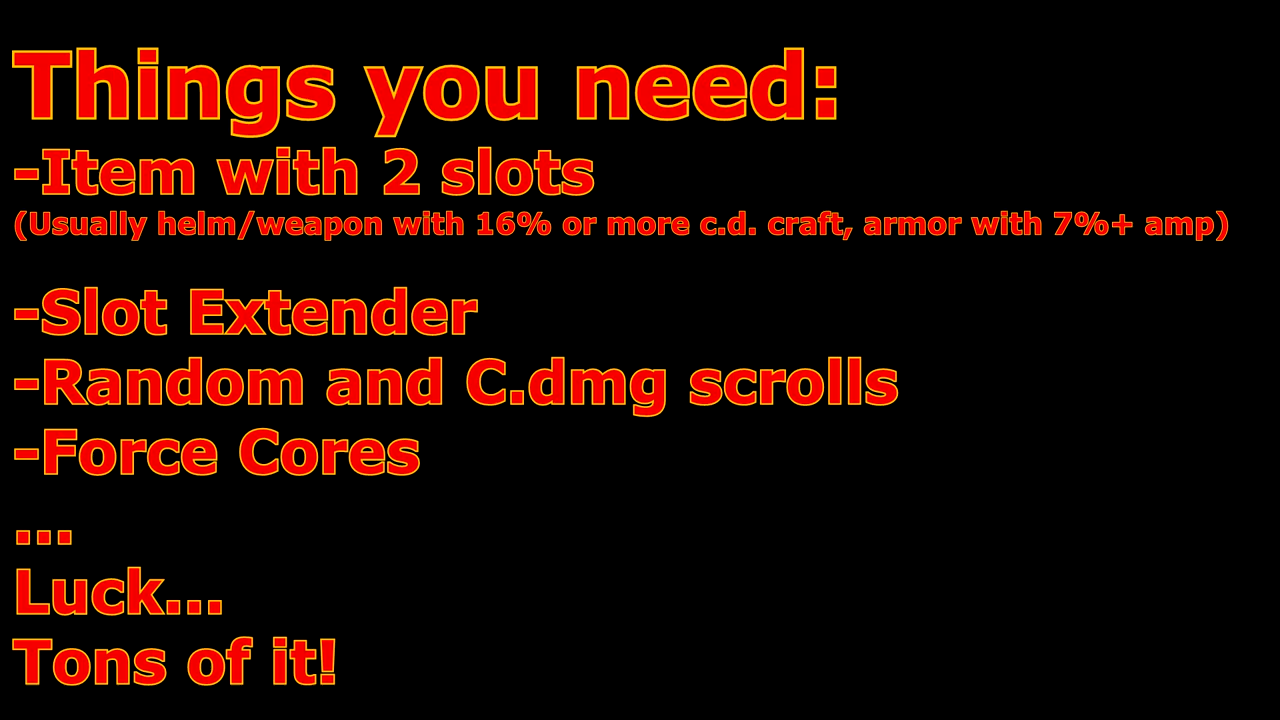 Things you need:
-Item with 2 slots
(Usually helm/weapon with 16% or more c.d. craft, armor with 7%+ amp)
-Slot Extender
-Random and C.dmg scrolls
-Force Cores
...
Luck...
Tons of it!